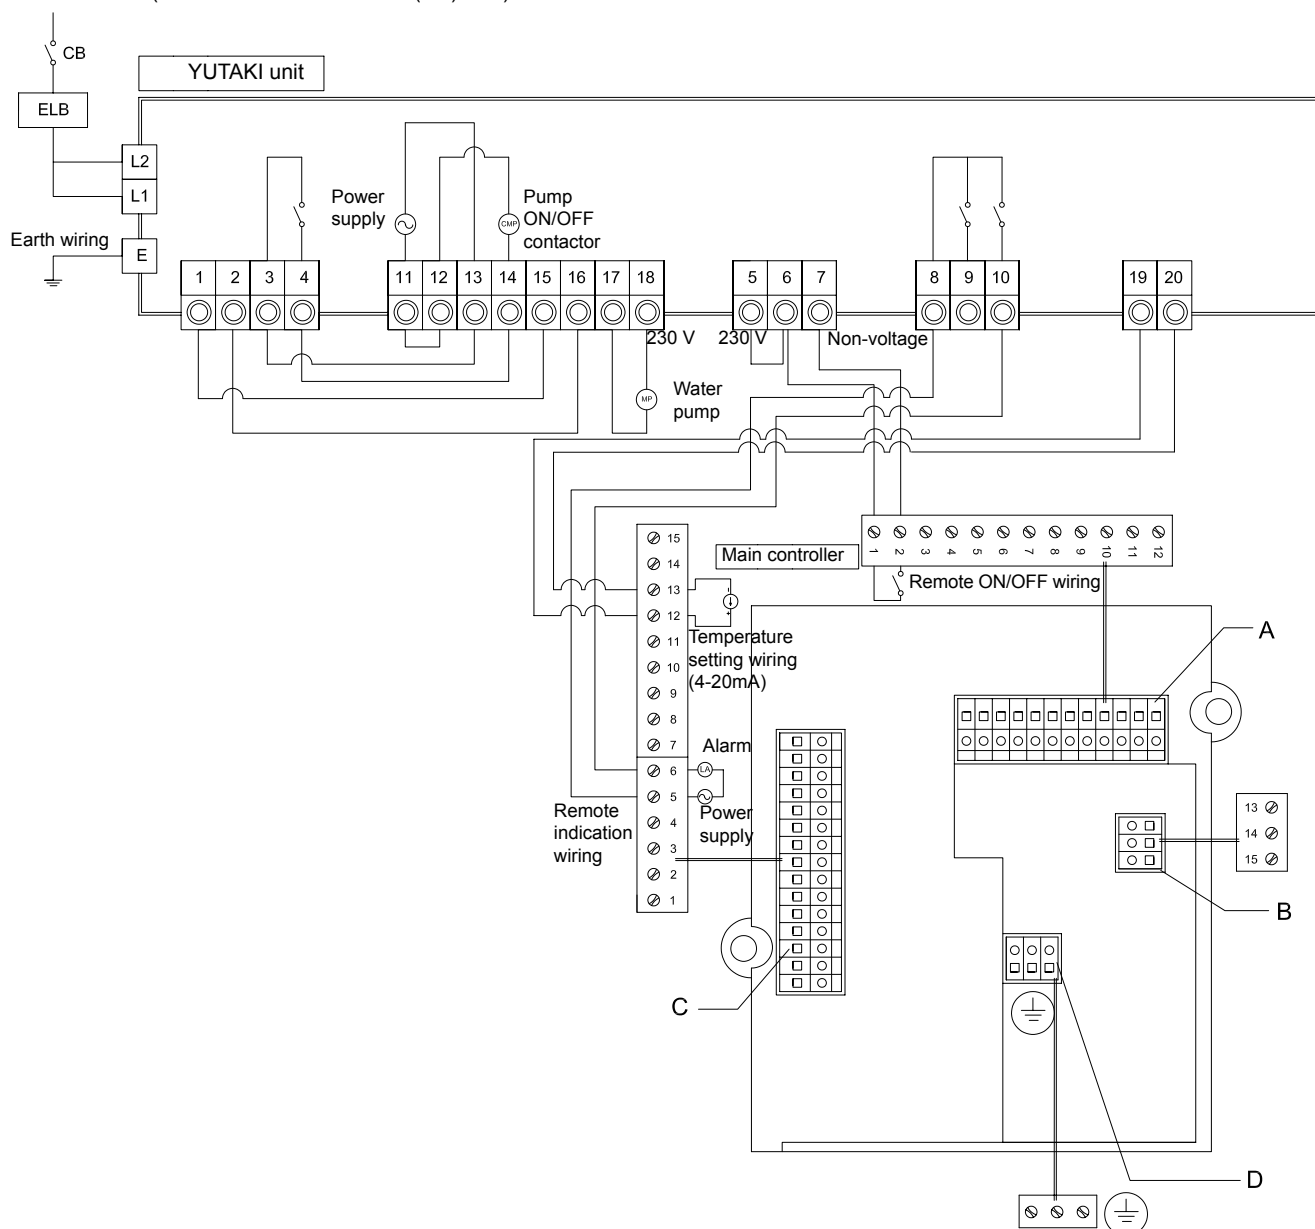 CB
YUTAKI unit
ELB
L2
L1
Earth wiring
E
Power
supply
Pump
ON/OFF
contactor
CMP
1 2 3 4
11 12 13 14 15 16 17 18
5 6 7
8 9 10
19 20
230 V
230 V
Non-voltage
MP
Water
pump
15
14
13
12
11
10
9
8
7
6
5
4
3
2
1
Main controller
1 2 3 4 5 6 7 8 9 10 11 12
Remote ON/OFF wiring
-
+
Temperature
setting wiring
(4-20mA)
A
Alarm
LA
Power
supply
Remote
indication
wiring
13
14
15
B
C
D